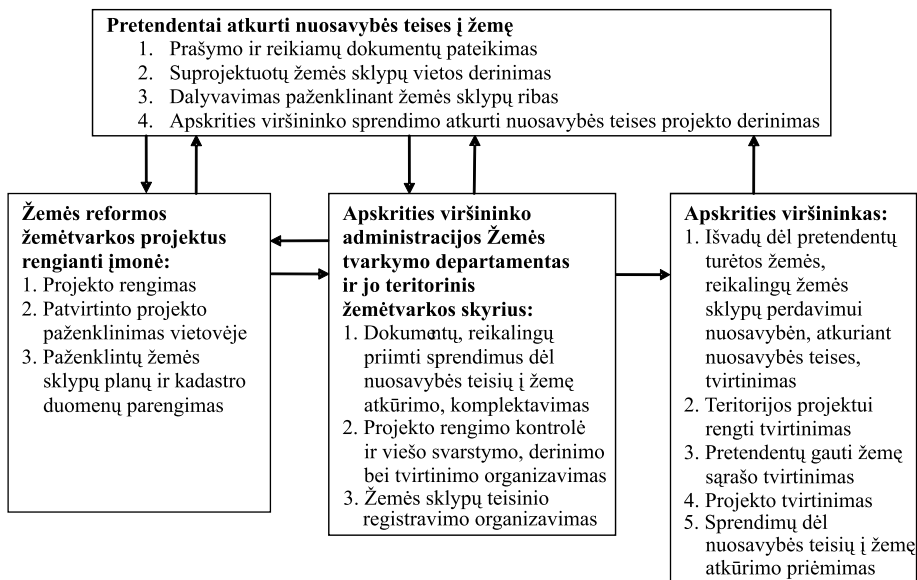 Pretendentai atkurti nuosavybės teises į žemę
1. Prašymo ir reikiamų dokumentų pateikimas
2. Suprojektuotų žemės sklypų vietos derinimas
3. Dalyvavimas paženklinant žemės sklypų ribas
4. Apskrities viršininko sprendimo atkurti nuosavybės teises projekto derinimas
Žemės reformos
žemėtvarkos projektus
rengianti įmonė:
1. Projekto rengimas
2. Patvirtinto projekto
paženklinimas vietovėje
3. Paženklintų žemės
sklypų planų ir kadastro
duomenų parengimas
Apskrities viršininko
administracijos Žemės
tvarkymo departamentas
ir jo teritorinis
žemėtvarkos skyrius:
1. Dokumentų, reikalingų
priimti sprendimus dėl
nuosavybės teisių į žemę
atkūrimo, komplektavimas
2. Projekto rengimo kontrolė
ir viešo svarstymo, derinimo
bei tvirtinimo organizavimas
3. Žemės sklypų teisinio
registravimo organizavimas
Apskrities viršininkas:
1. Išvadų dėl pretendentų
turėtos žemės,
reikalingų žemės
sklypų perdavimui
nuosavybėn, atkuriant
nuosavybės teises,
tvirtinimas
2. Teritorijos projektui
rengti tvirtinimas
3. Pretendentų gauti žemę
sąrašo tvirtinimas
4. Projekto tvirtinimas
5. Sprendimų dėl
nuosavybės teisių į žemę
atkūrimo priėmimas